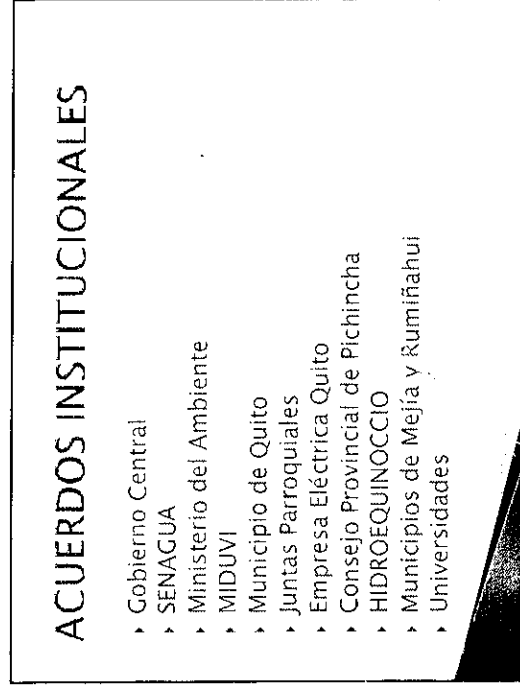 ACUERDOS INSTITUCIONALES
▸ Gobierno Central
▸ SENAGUA
▸ Ministerio del Ambiente
▸ MIDUVI
▸ Municipio de Quito
▸ Juntas Parroquiales
▸ Empresa Eléctrica Quito
▸ Consejo Provincial de Pichincha
▸ HIDROEQUINOCCIO
▸ Municipios de Mejía y Rumiñahui
▸ Universidades